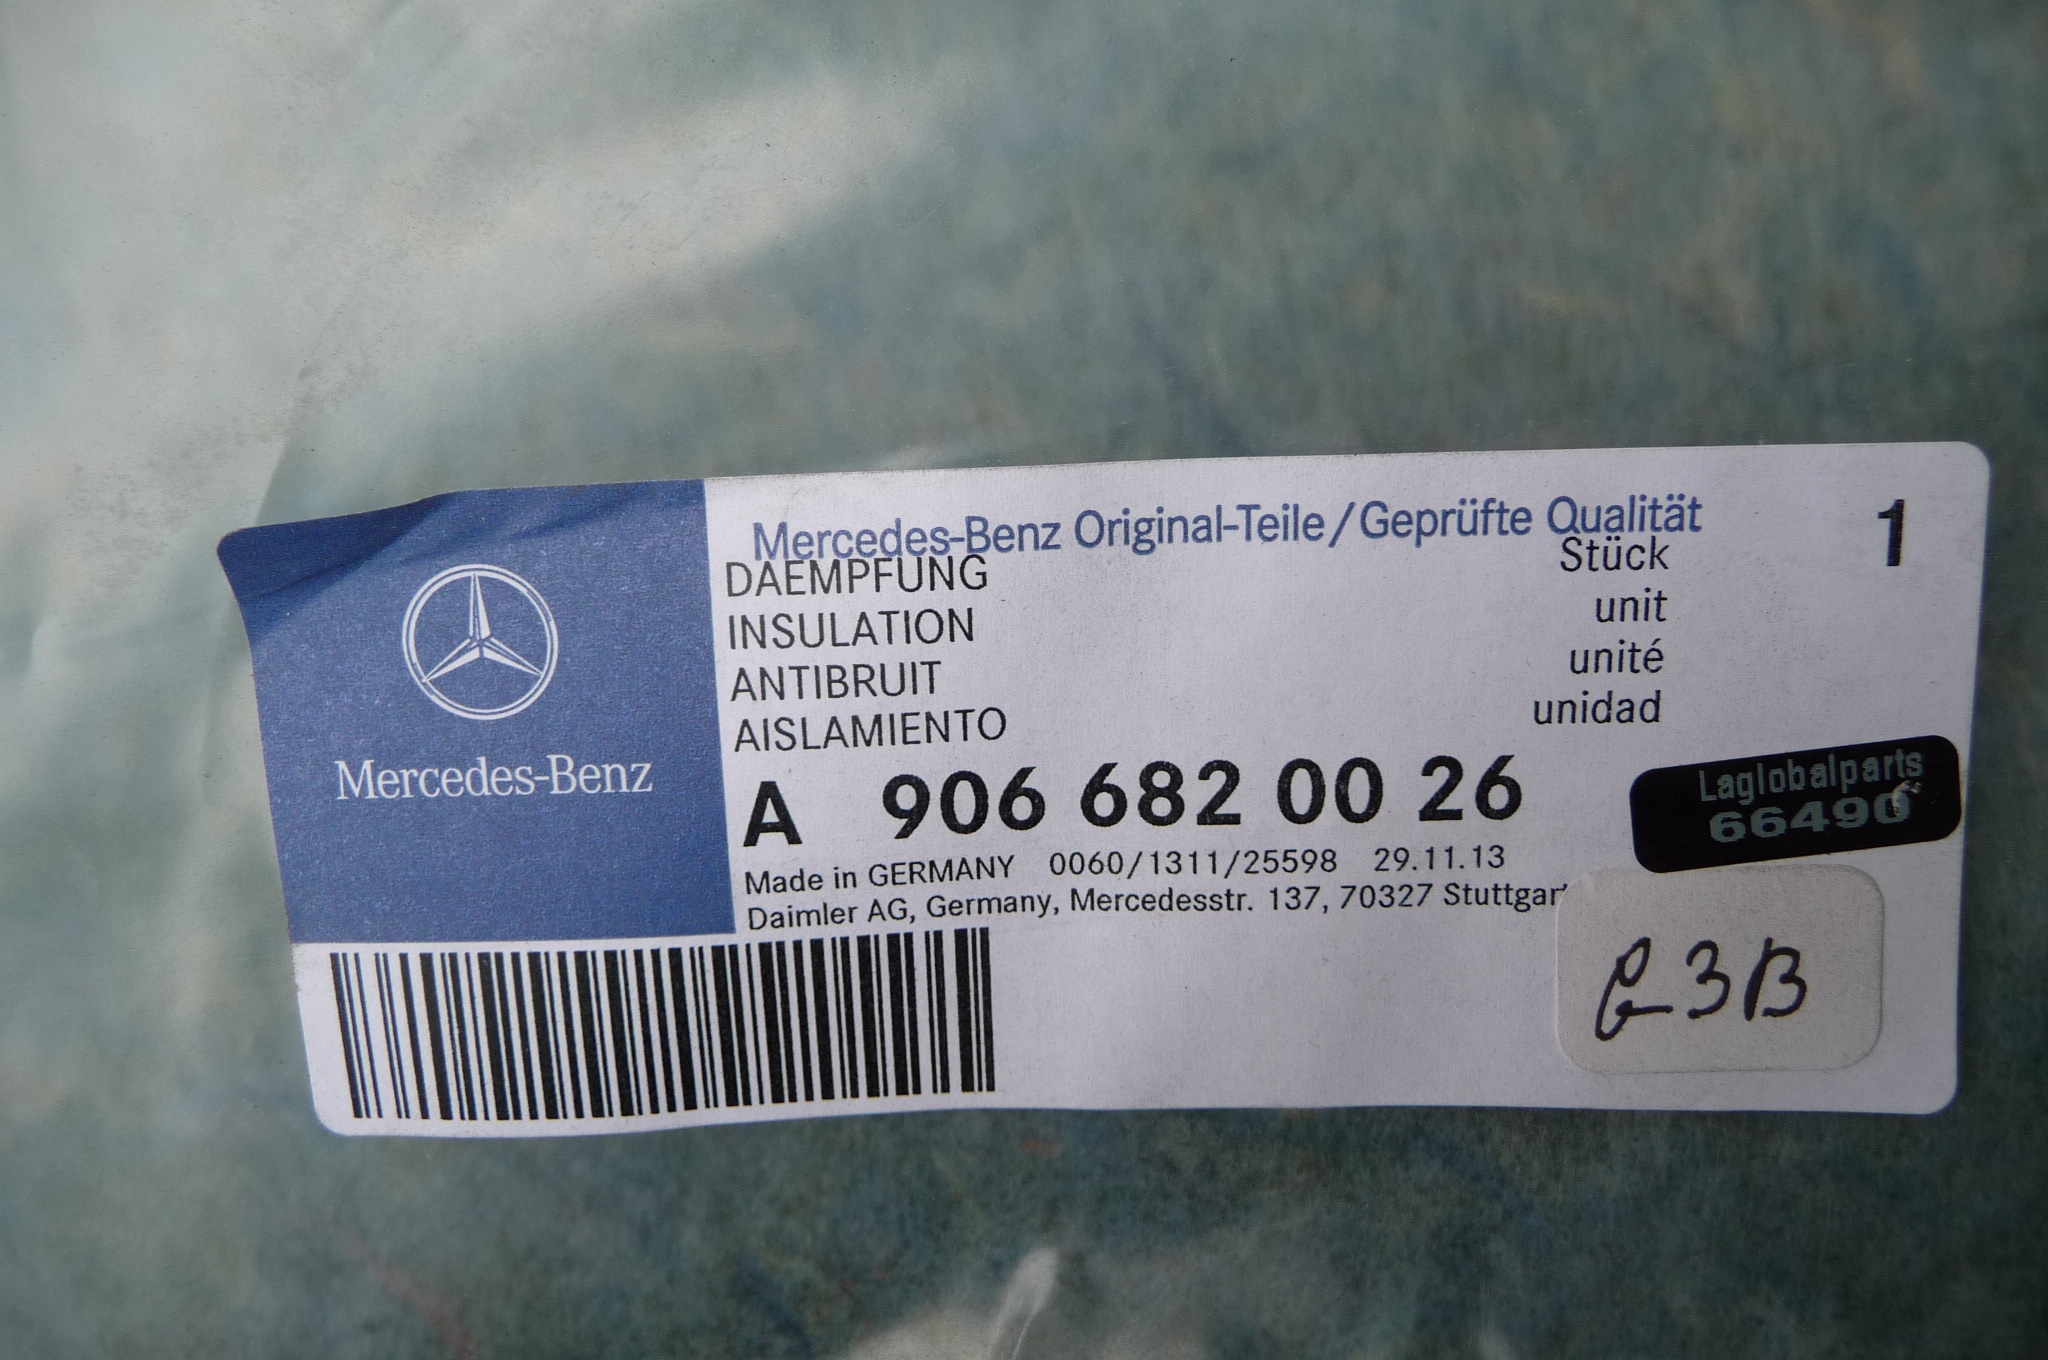 Mercedes-Benz
Mercedes-Benz Original-Teile/Geprüfte Qualität
DAEMPFUNG
INSULATION
ANTIBRUIT
AISLAMIENTO
Stück 1
unit
unité
unidad
A 906 682 00 26
Made in GERMANY 0060/1311/25598 29.11.13
Daimler AG, Germany, Mercedesstr. 137, 70327 Stuttgart
Laglobalparts
66490
3B